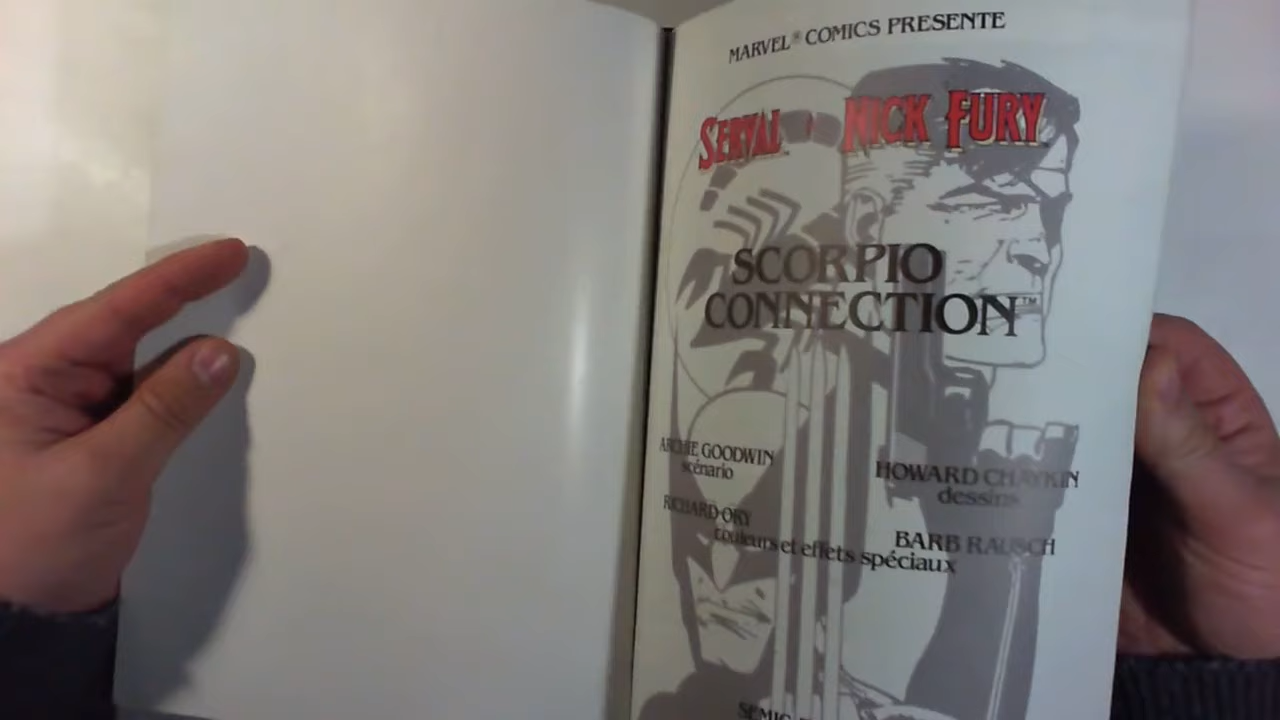 MARVEL® COMICS PRESENTE
SERVAL NICK FURY
SCORPIO
CONNECTION™
ARCHIE GOODWIN
scénario
HOWARD CHAYKIN
dessins
RICHARD ORY
BARB RAUSCH
couleurs et effets spéciaux
SEMIC